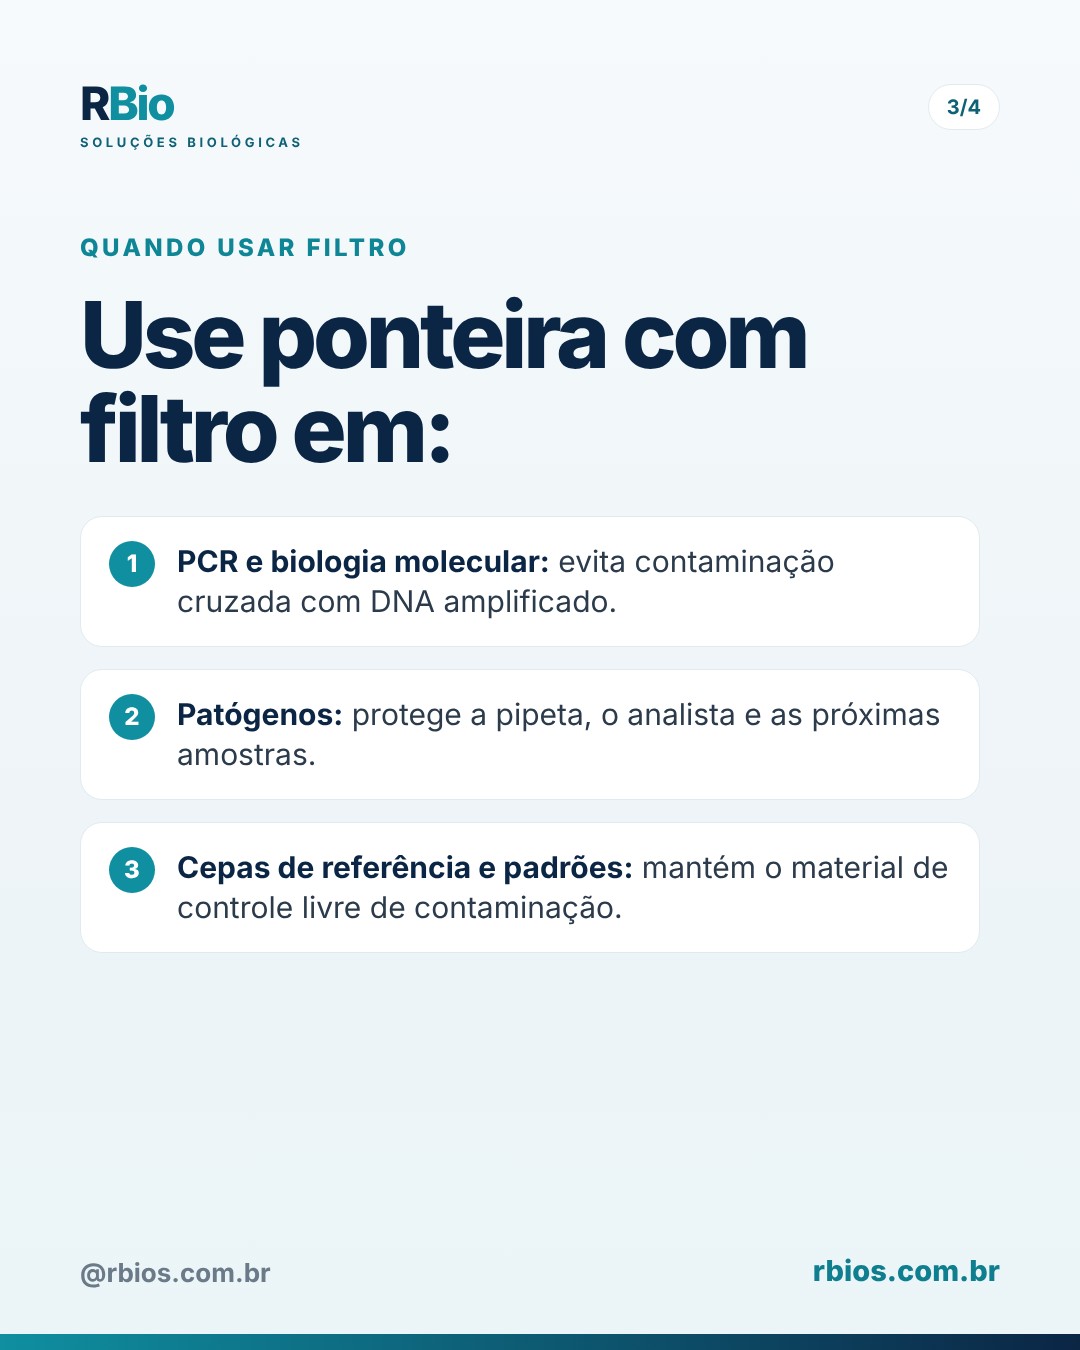 RBio
SOLUÇÕES BIOLÓGICAS
3/4
QUANDO USAR FILTRO
Use ponteira com
filtro em:
1
PCR e biologia molecular: evita contaminação
cruzada com DNA amplificado.
2
Patógenos: protege a pipeta, o analista e as próximas
amostras.
3
Cepas de referência e padrões: mantém o material de
controle livre de contaminação.
@rbios.com.br
rbios.com.br